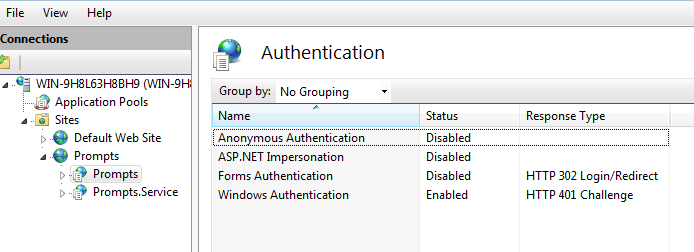 File View Help
Connections
Authentication
Group by: No Grouping
WIN-9H8L63H8BH9 (WIN-9H8
Application Pools
Sites
Default Web Site
Prompts
Prompts
Prompts.Service
Name Status Response Type
Anonymous Authentication Disabled
ASP.NET Impersonation Disabled
Forms Authentication Disabled HTTP 302 Login/Redirect
Windows Authentication Enabled HTTP 401 Challenge